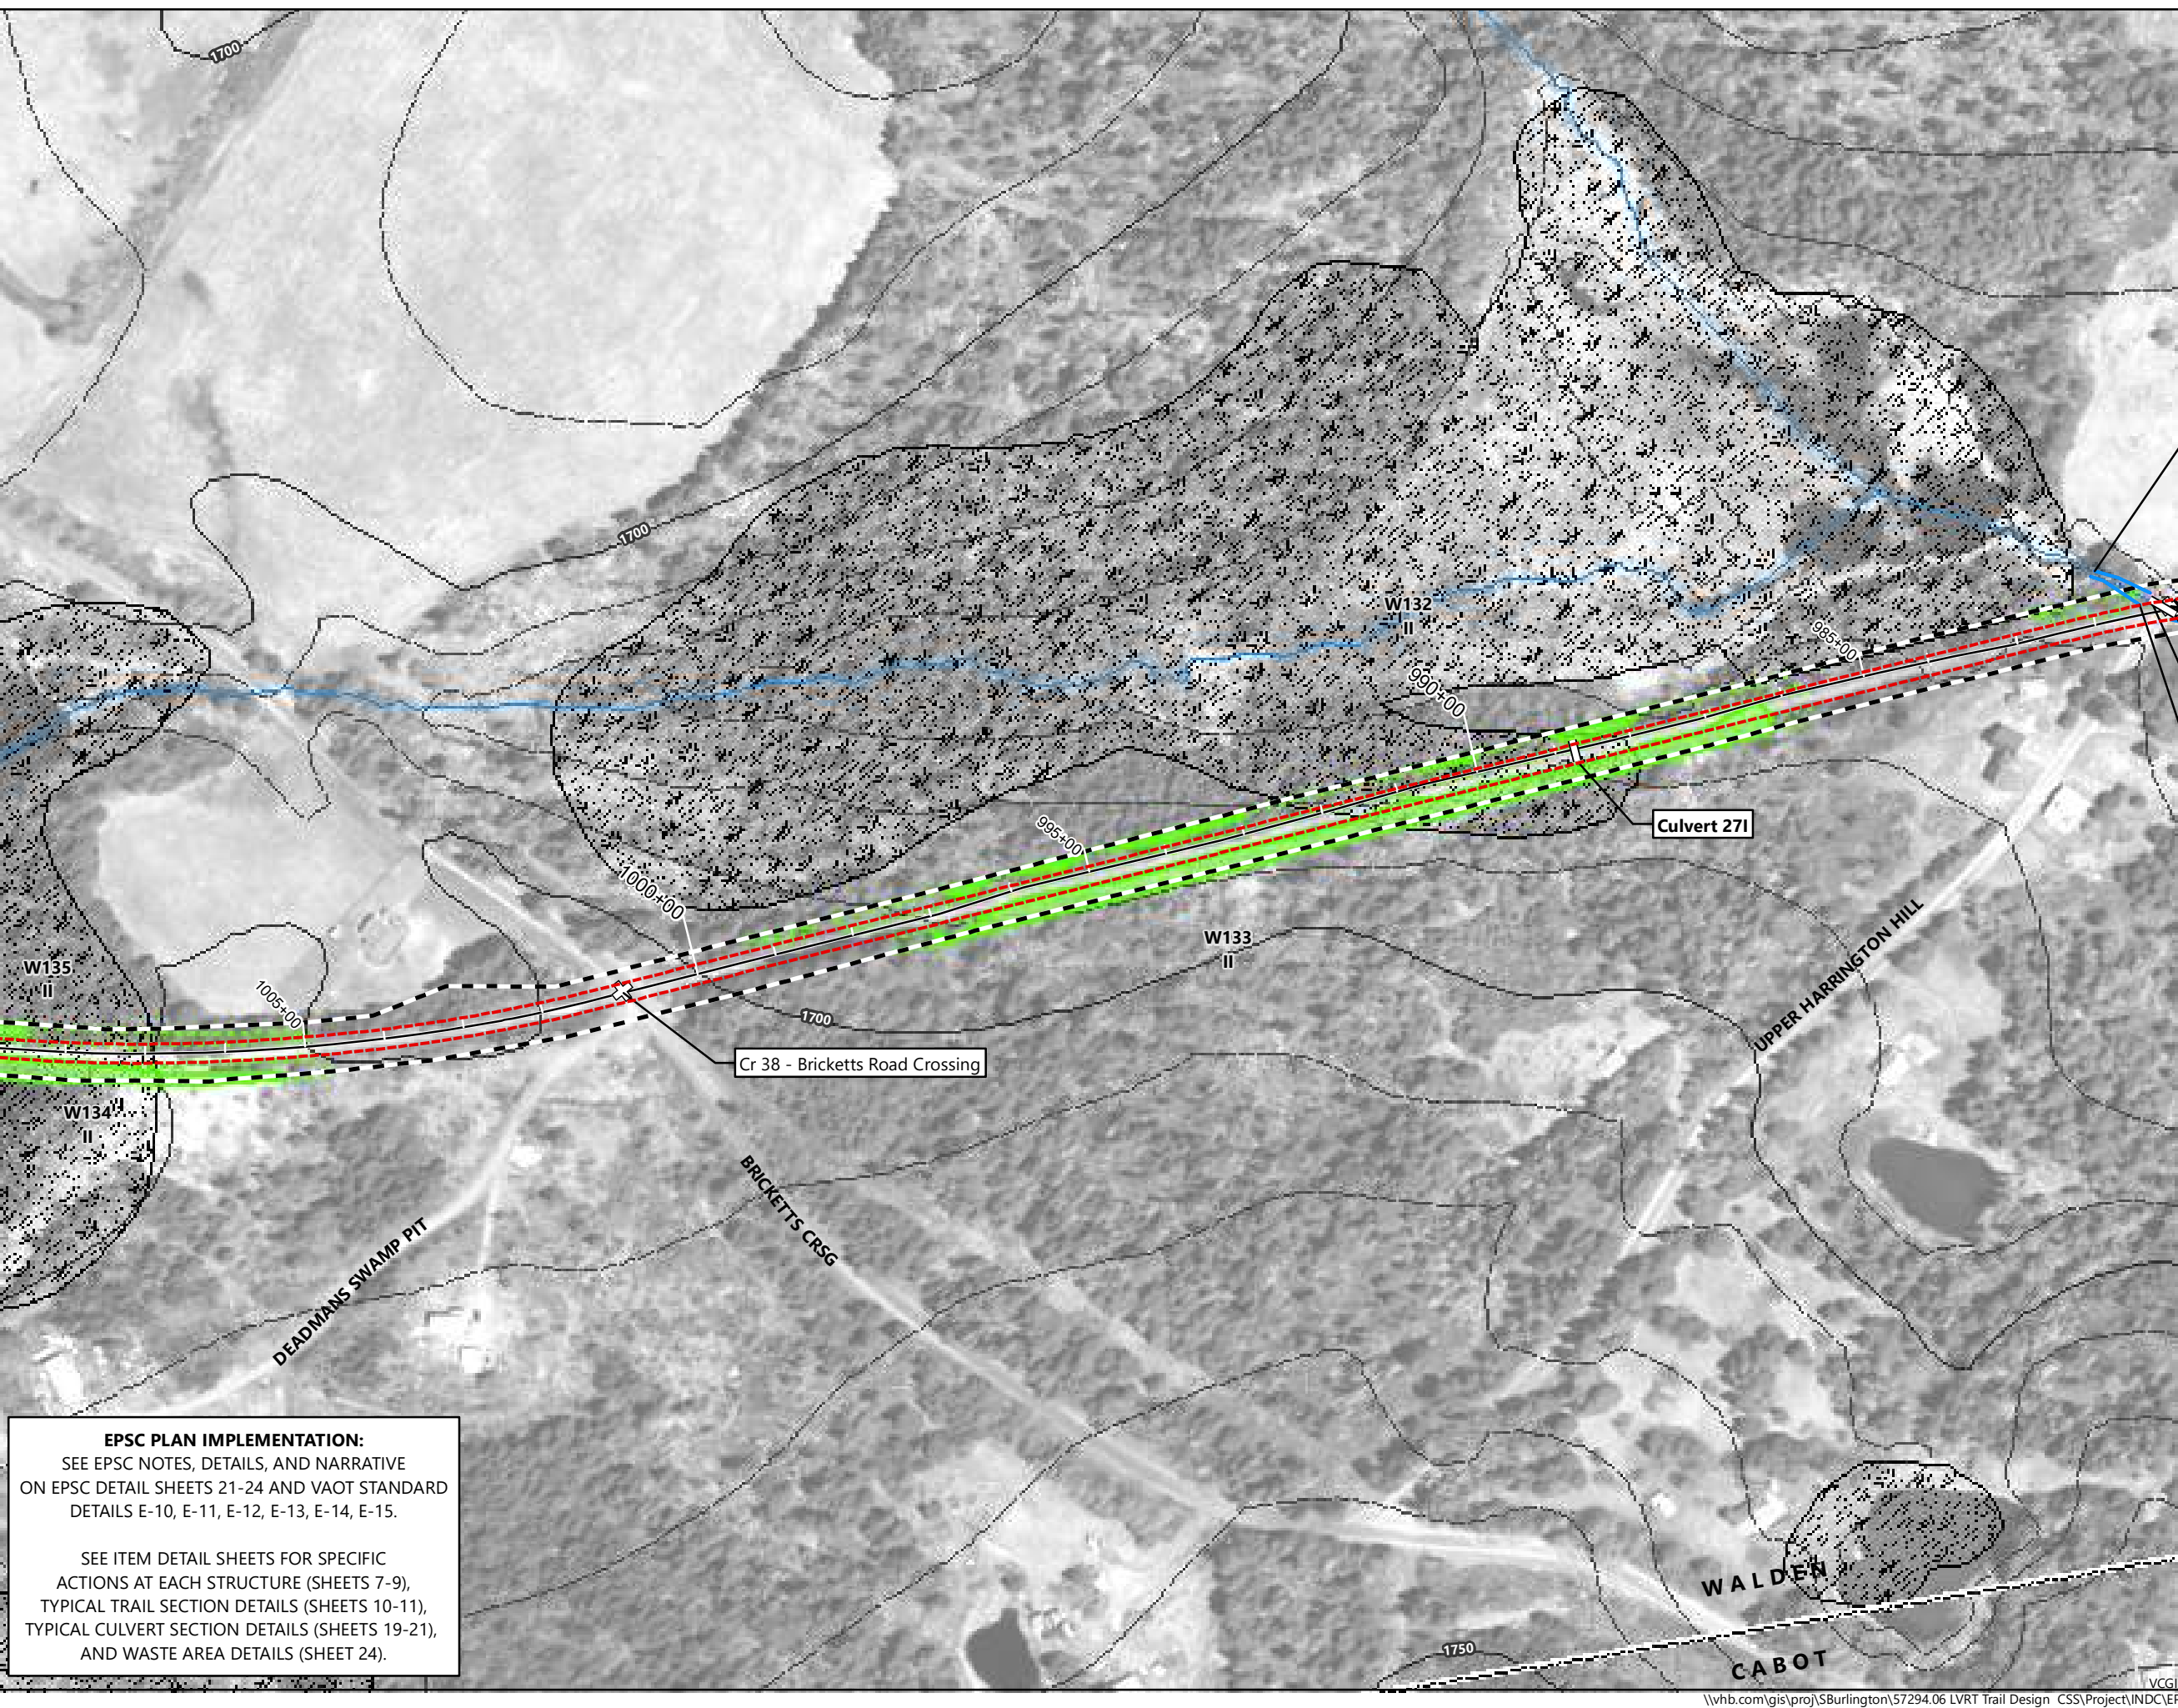 1700
1700
W132
II
985+00
990+00
995+00
Culvert 27I
1000+00
UPPER HARRINGTON HILL
W133
II
W135
II
1005+00
1700
Cr 38 - Bricketts Road Crossing
W134
II
BRICKETTS CRSG
DEADMANS SWAMP PIT
EPSC PLAN IMPLEMENTATION:
SEE EPSC NOTES, DETAILS, AND NARRATIVE
ON EPSC DETAIL SHEETS 21-24 AND VAOT STANDARD
DETAILS E-10, E-11, E-12, E-13, E-14, E-15.
SEE ITEM DETAIL SHEETS FOR SPECIFIC
ACTIONS AT EACH STRUCTURE (SHEETS 7-9),
TYPICAL TRAIL SECTION DETAILS (SHEETS 10-11),
TYPICAL CULVERT SECTION DETAILS (SHEETS 19-21),
AND WASTE AREA DETAILS (SHEET 24).
WALDEN
1750
CABOT
\\vhb.com\gis\proj\SBurlington\57294.06 LVRT Trail Design CSS\Project\INDC\